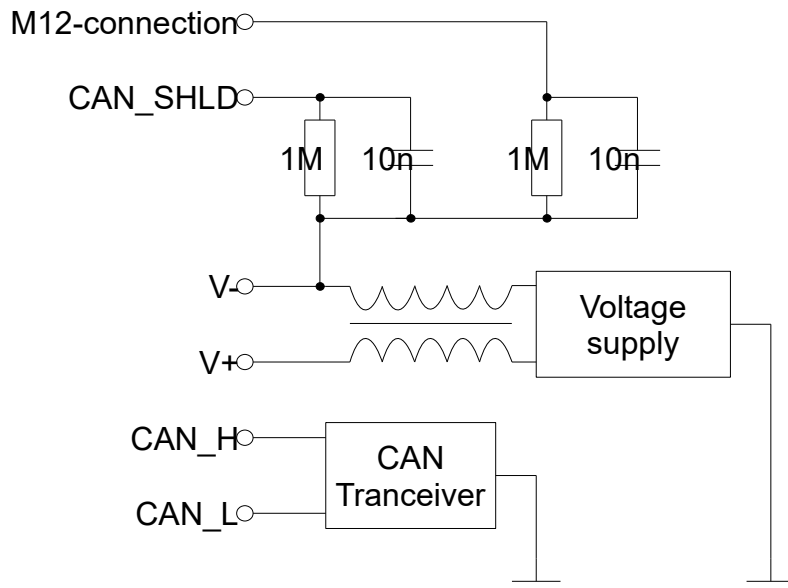 M12-connection
CAN_SHLD
1M 10n 1M 10n
V-
Voltage
supply
V+
CAN_H
CAN
Tranceiver
CAN_L